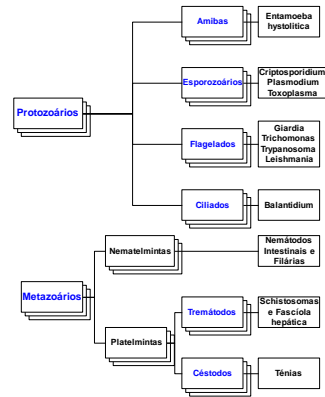 Amibas
Entamoeba
hystolitica
Esporozoários
Criptosporidium
Plasmodium
Toxoplasma
Protozoários
Flagelados
Giardia
Trichomonas
Trypanosoma
Leishmania
Ciliados
Balantidium
Nematelmintas
Nemátodos
Intestinais e
Filárias
Metazoários
Tremátodos
Schistosomas
e Fascíola
hepática
Platelmintas
Céstodos
Ténias